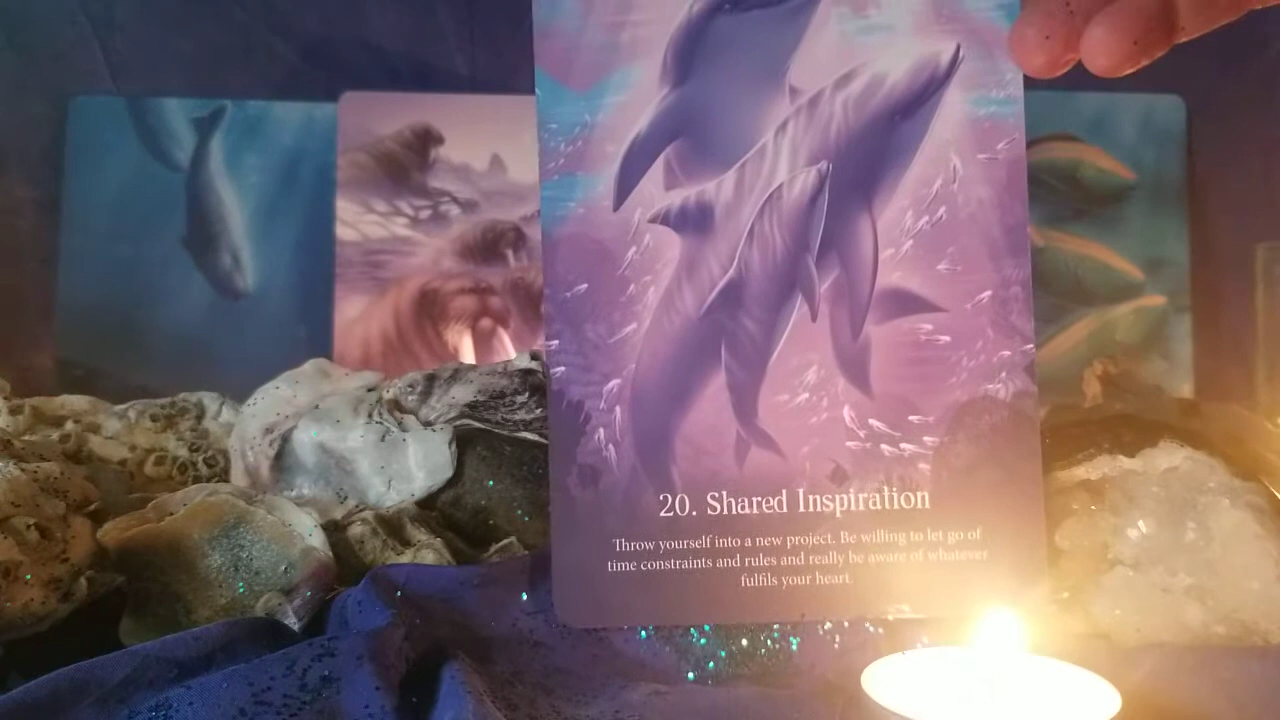 20. Shared Inspiration
Throw yourself into a new project. Be willing to let go of
time constraints and rules and really be aware of whatever
fulfils your heart.